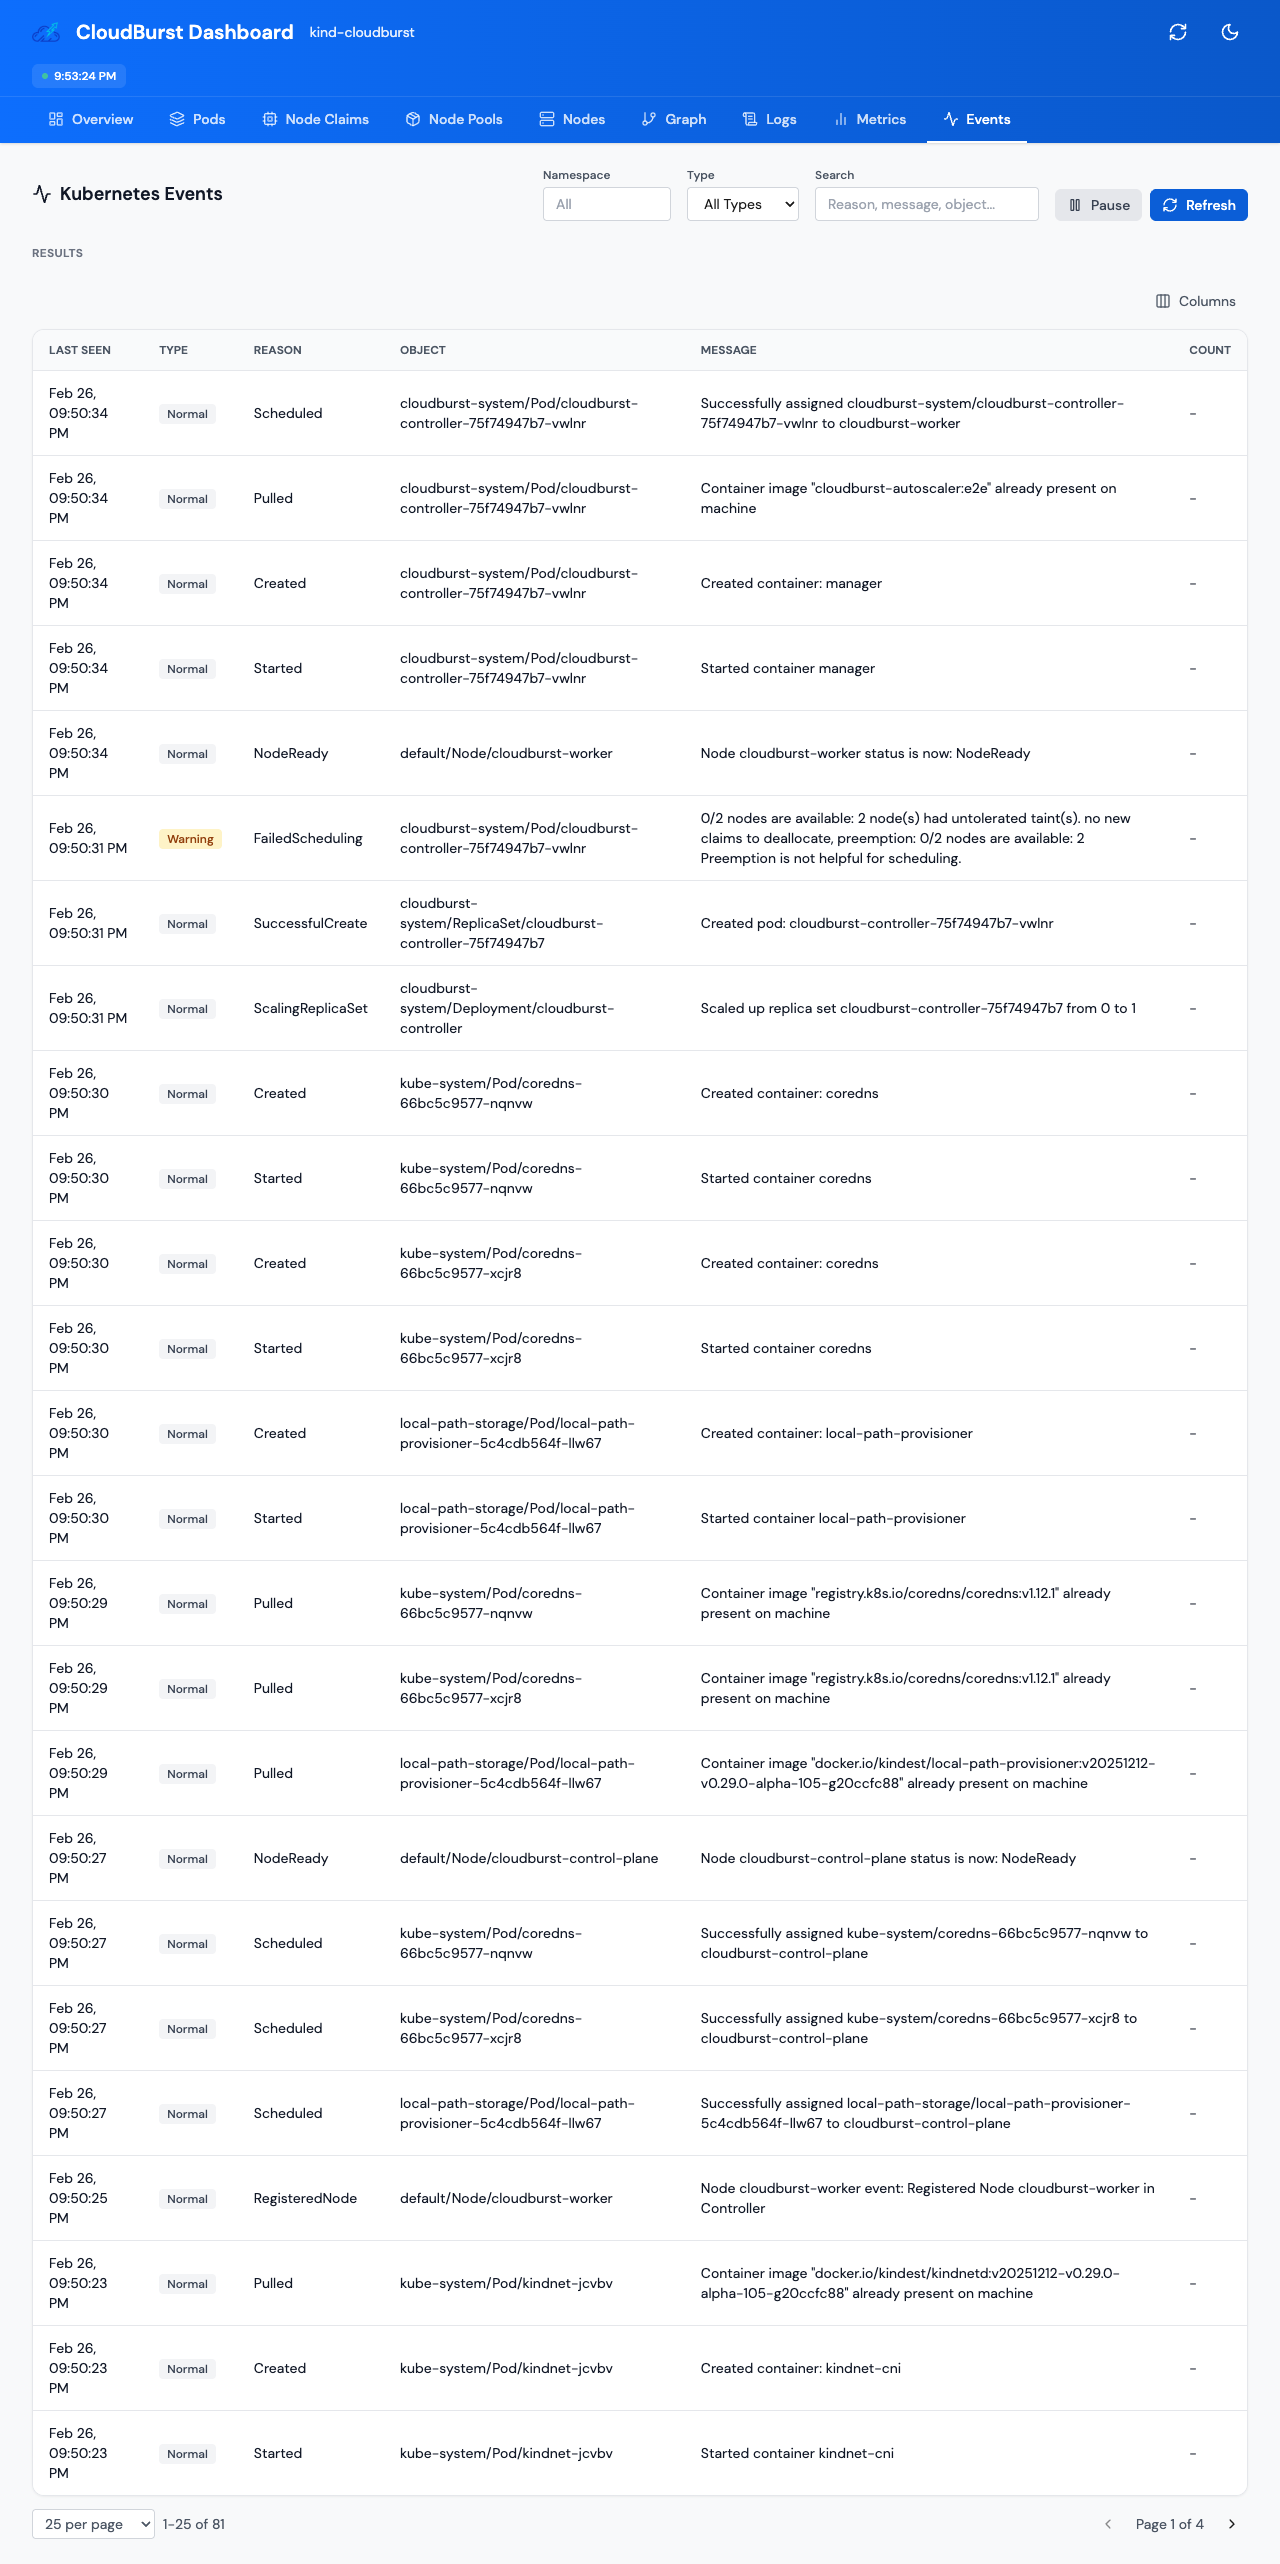 CloudBurst Dashboard kind-cloudburst
9:53:24 PM
Overview Pods Node Claims Node Pools Nodes Graph Logs Metrics Events
Kubernetes Events
Namespace
All
Type
All Types
Search
Reason, message, object...
Pause Refresh
RESULTS
Columns
LAST SEEN TYPE REASON OBJECT MESSAGE COUNT
Feb 26,
09:50:34
PM
Normal
Scheduled
cloudburst-system/Pod/cloudburst-
controller-75f74947b7-vwlnr
Successfully assigned cloudburst-system/cloudburst-controller-
75f74947b7-vwlnr to cloudburst-worker
-
Feb 26,
09:50:34
PM
Normal
Pulled
cloudburst-system/Pod/cloudburst-
controller-75f74947b7-vwlnr
Container image "cloudburst-autoscaler:e2e" already present on
machine
-
Feb 26,
09:50:34
PM
Normal
Created
cloudburst-system/Pod/cloudburst-
controller-75f74947b7-vwlnr
Created container: manager
-
Feb 26,
09:50:34
PM
Normal
Started
cloudburst-system/Pod/cloudburst-
controller-75f74947b7-vwlnr
Started container manager
-
Feb 26,
09:50:34
PM
Normal
NodeReady
default/Node/cloudburst-worker
Node cloudburst-worker status is now: NodeReady
-
Feb 26,
09:50:31 PM
Warning
FailedScheduling
cloudburst-system/Pod/cloudburst-
controller-75f74947b7-vwlnr
0/2 nodes are available: 2 node(s) had untolerated taint(s). no new
claims to deallocate, preemption: 0/2 nodes are available: 2
Preemption is not helpful for scheduling.
-
Feb 26,
09:50:31 PM
Normal
SuccessfulCreate
cloudburst-
system/ReplicaSet/cloudburst-
controller-75f74947b7
Created pod: cloudburst-controller-75f74947b7-vwlnr
-
Feb 26,
09:50:31 PM
Normal
ScalingReplicaSet
cloudburst-
system/Deployment/cloudburst-
controller
Scaled up replica set cloudburst-controller-75f74947b7 from 0 to 1
-
Feb 26,
09:50:30
PM
Normal
Created
kube-system/Pod/coredns-
66bc5c9577-nqnvw
Created container: coredns
-
Feb 26,
09:50:30
PM
Normal
Started
kube-system/Pod/coredns-
66bc5c9577-nqnvw
Started container coredns
-
Feb 26,
09:50:30
PM
Normal
Created
kube-system/Pod/coredns-
66bc5c9577-xcjr8
Created container: coredns
-
Feb 26,
09:50:30
PM
Normal
Started
kube-system/Pod/coredns-
66bc5c9577-xcjr8
Started container coredns
-
Feb 26,
09:50:30
PM
Normal
Created
local-path-storage/Pod/local-path-
provisioner-5c4cdb564f-llw67
Created container: local-path-provisioner
-
Feb 26,
09:50:30
PM
Normal
Started
local-path-storage/Pod/local-path-
provisioner-5c4cdb564f-llw67
Started container local-path-provisioner
-
Feb 26,
09:50:29
PM
Normal
Pulled
kube-system/Pod/coredns-
66bc5c9577-nqnvw
Container image "registry.k8s.io/coredns/coredns:v1.12.1" already
present on machine
-
Feb 26,
09:50:29
PM
Normal
Pulled
kube-system/Pod/coredns-
66bc5c9577-xcjr8
Container image "registry.k8s.io/coredns/coredns:v1.12.1" already
present on machine
-
Feb 26,
09:50:29
PM
Normal
Pulled
local-path-storage/Pod/local-path-
provisioner-5c4cdb564f-llw67
Container image "docker.io/kindest/local-path-provisioner:v20251212-
v0.29.0-alpha-105-g20ccfc88" already present on machine
-
Feb 26,
09:50:27
PM
Normal
NodeReady
default/Node/cloudburst-control-plane
Node cloudburst-control-plane status is now: NodeReady
-
Feb 26,
09:50:27
PM
Normal
Scheduled
kube-system/Pod/coredns-
66bc5c9577-nqnvw
Successfully assigned kube-system/coredns-66bc5c9577-nqnvw to
cloudburst-control-plane
-
Feb 26,
09:50:27
PM
Normal
Scheduled
kube-system/Pod/coredns-
66bc5c9577-xcjr8
Successfully assigned kube-system/coredns-66bc5c9577-xcjr8 to
cloudburst-control-plane
-
Feb 26,
09:50:27
PM
Normal
Scheduled
local-path-storage/Pod/local-path-
provisioner-5c4cdb564f-llw67
Successfully assigned local-path-storage/local-path-provisioner-
5c4cdb564f-llw67 to cloudburst-control-plane
-
Feb 26,
09:50:25
PM
Normal
RegisteredNode
default/Node/cloudburst-worker
Node cloudburst-worker event: Registered Node cloudburst-worker in
Controller
-
Feb 26,
09:50:23
PM
Normal
Pulled
kube-system/Pod/kindnet-jcvbv
Container image "docker.io/kindest/kindnetd:v20251212-v0.29.0-
alpha-105-g20ccfc88" already present on machine
-
Feb 26,
09:50:23
PM
Normal
Created
kube-system/Pod/kindnet-jcvbv
Created container: kindnet-cni
-
Feb 26,
09:50:23
PM
Normal
Started
kube-system/Pod/kindnet-jcvbv
Started container kindnet-cni
-
25 per page 1-25 of 81
Page 1 of 4